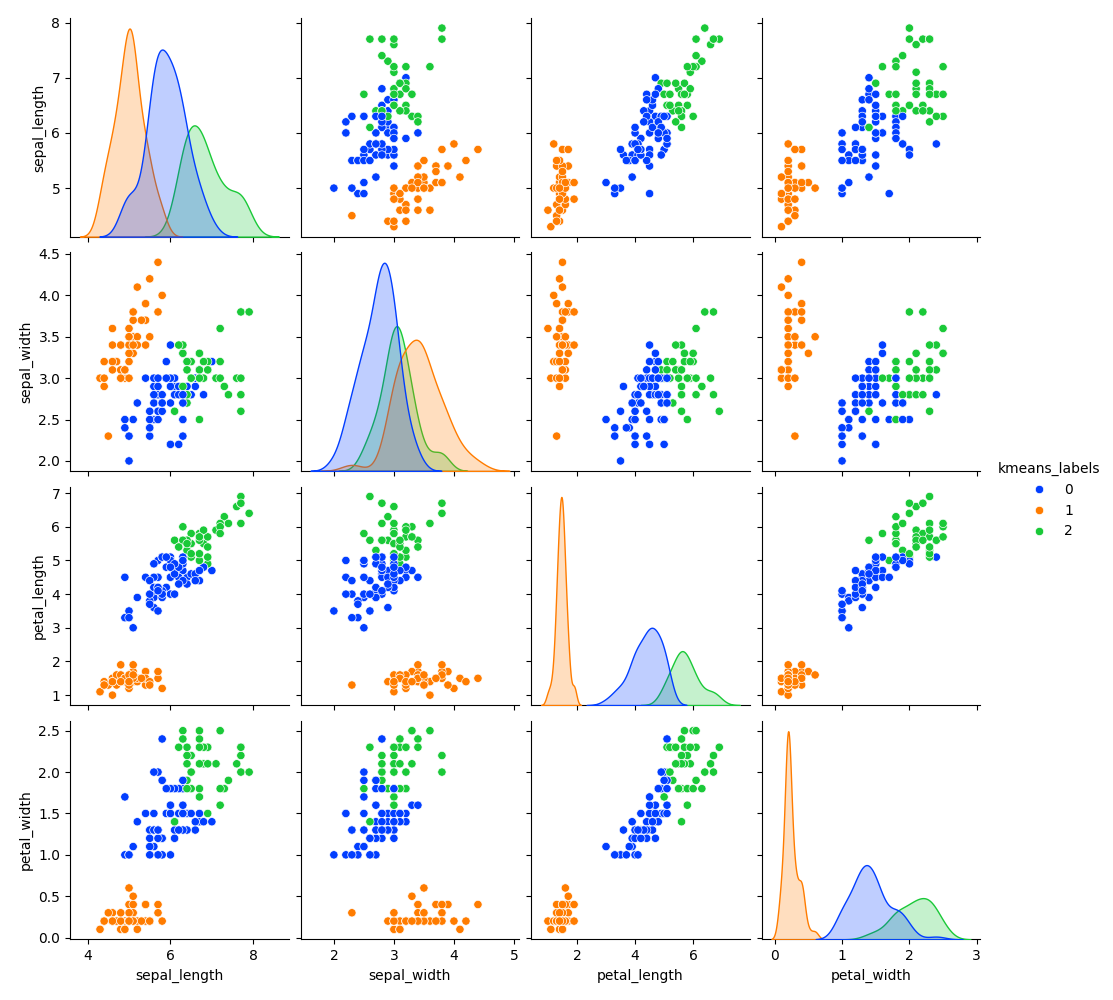 sepal_length
8
7
6
5
sepal_width
4.5
4.0
3.5
3.0
2.5
2.0
petal_length
7
6
5
4
3
2
1
petal_width
2.5
2.0
1.5
1.0
0.5
0.0
4 6 8
sepal_length
2 3 4 5
sepal_width
2 4 6
petal_length
0 1 2 3
petal_width
kmeans_labels
0
1
2